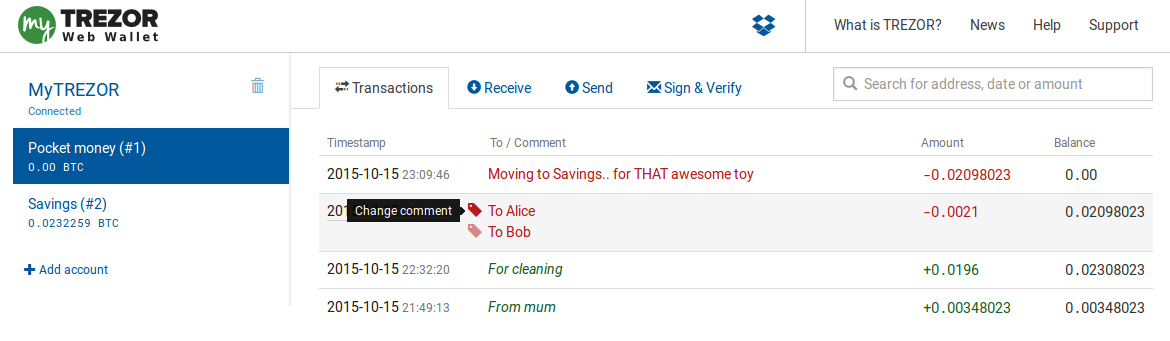 my TREZOR
Web Wallet
What is TREZOR? News Help Support
MyTREZOR
Connected
Pocket money (#1)
0.00 BTC
Savings (#2)
0.0232259 BTC
Add account
Transactions Receive Send Sign & Verify Search for address, date or amount
Timestamp To / Comment Amount Balance
2015-10-15 23:09:46 Moving to Savings.. for THAT awesome toy -0.02098023 0.00
Change comment To Alice -0.0021 0.02098023
To Bob
2015-10-15 22:32:20 For cleaning +0.0196 0.02308023
2015-10-15 21:49:13 From mum +0.00348023 0.00348023